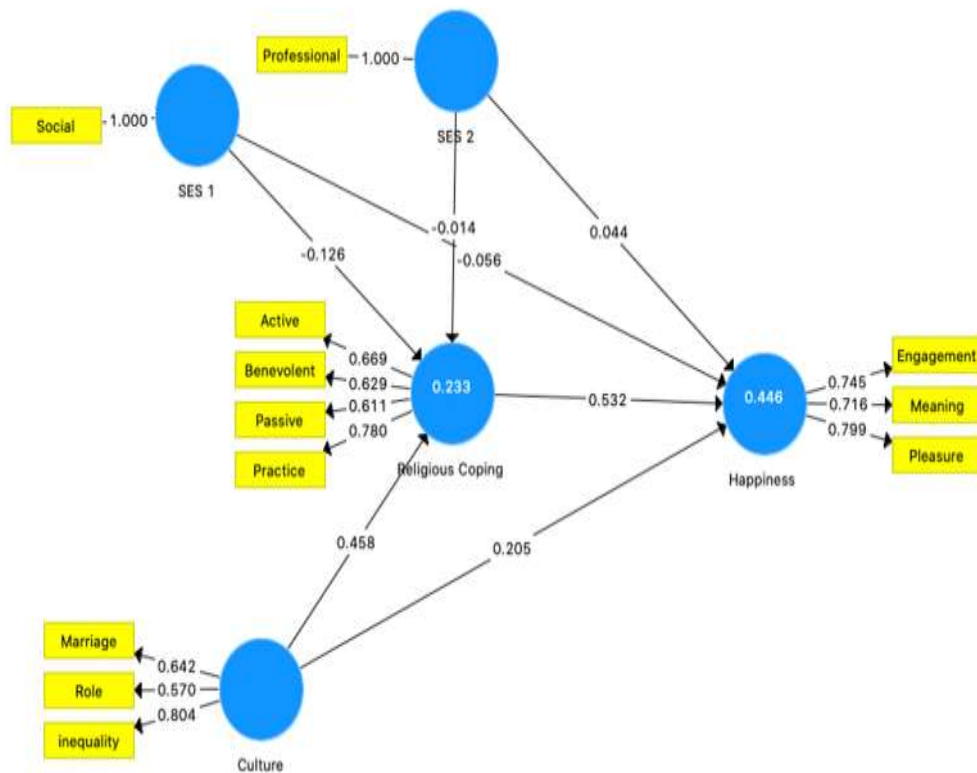 Professional
1.000
SES 2
Social
1.000
SES 1
-0.014
0.044
-0.126
-0.056
Active
0.669
Benevolent
0.629
Passive
0.611
Practice
0.780
0.233
Religious Coping
0.532
0.446
Happiness
0.745
Engagement
0.716
Meaning
0.799
Pleasure
0.458
0.205
Marriage
0.642
Role
0.570
inequality
0.804
Culture